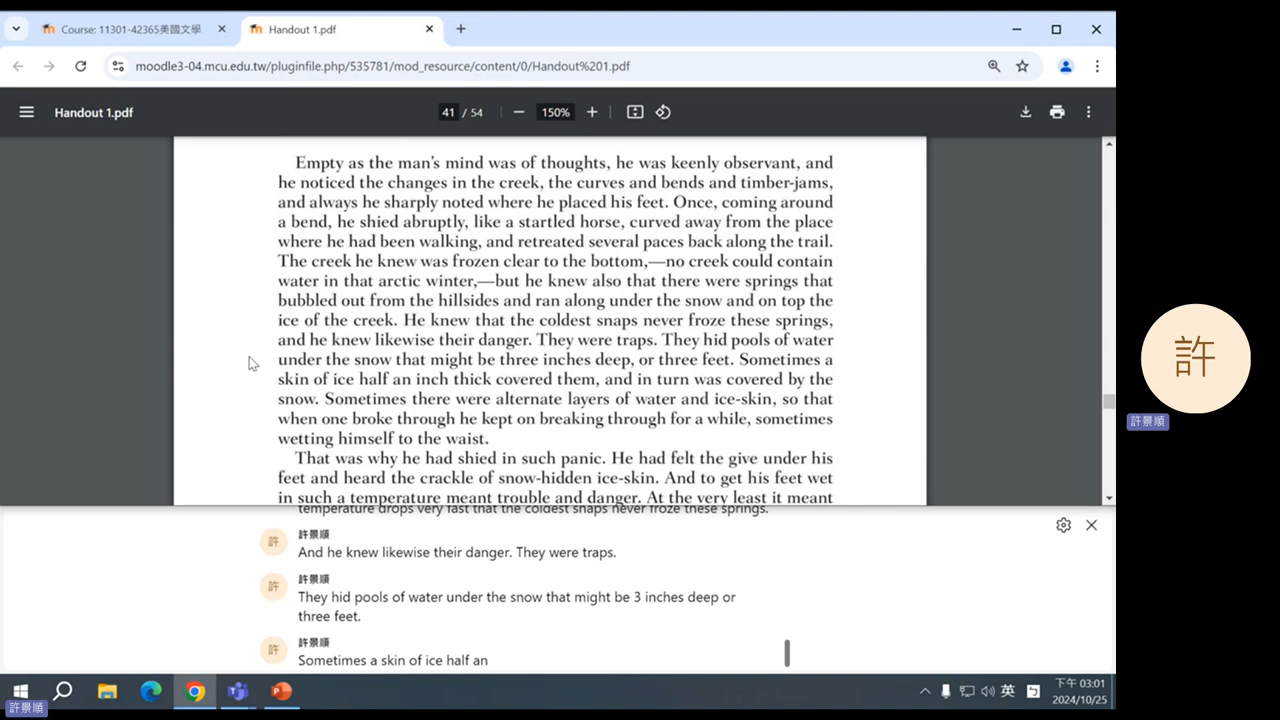 Course: 11301-42365美國文學
Handout 1.pdf
moodle3-04.mcu.edu.tw/pluginfile.php/535781/mod_resource/content/0/Handout%201.pdf
Handout 1.pdf
41 / 54
150%
Empty as the man's mind was of thoughts, he was keenly observant, and
he noticed the changes in the creek, the curves and bends and timber-jams,
and always he sharply noted where he placed his feet. Once, coming around
a bend, he shied abruptly, like a startled horse, curved away from the place
where he had been walking, and retreated several paces back along the trail.
The creek he knew was frozen clear to the bottom,—no creek could contain
water in that arctic winter,—but he knew also that there were springs that
bubbled out from the hillsides and ran along under the snow and on top the
ice of the creek. He knew that the coldest snaps never froze these springs,
and he knew likewise their danger. They were traps. They hid pools of water
under the snow that might be three inches deep, or three feet. Sometimes a
skin of ice half an inch thick covered them, and in turn was covered by the
snow. Sometimes there were alternate layers of water and ice-skin, so that
when one broke through he kept on breaking through for a while, sometimes
wetting himself to the waist.
That was why he had shied in such panic. He had felt the give under his
feet and heard the crackle of snow-hidden ice-skin. And to get his feet wet
in such a temperature meant trouble and danger. At the very least it meant
temperature drops very fast that the coldest snaps never froze these springs.
許
許景順
And he knew likewise their danger. They were traps.
許
許景順
They hid pools of water under the snow that might be 3 inches deep or
three feet.
許
許景順
Sometimes a skin of ice half an
許
許景順
英
下午 03:01
2024/10/25
許景順